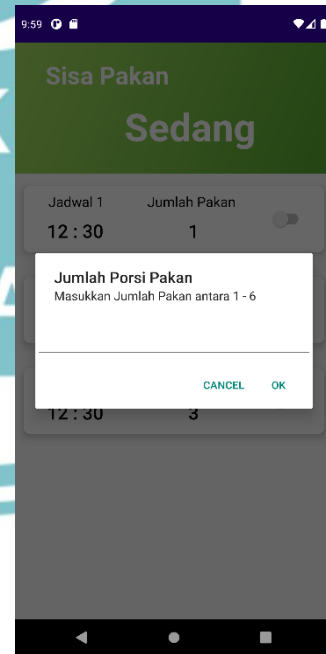 9:59
Sisa Pakan
Sedang
Jadwal 1 Jumlah Pakan
12 : 30 1
Jumlah Porsi Pakan
Masukkan Jumlah Pakan antara 1 - 6
CANCEL OK
12 : 30 3